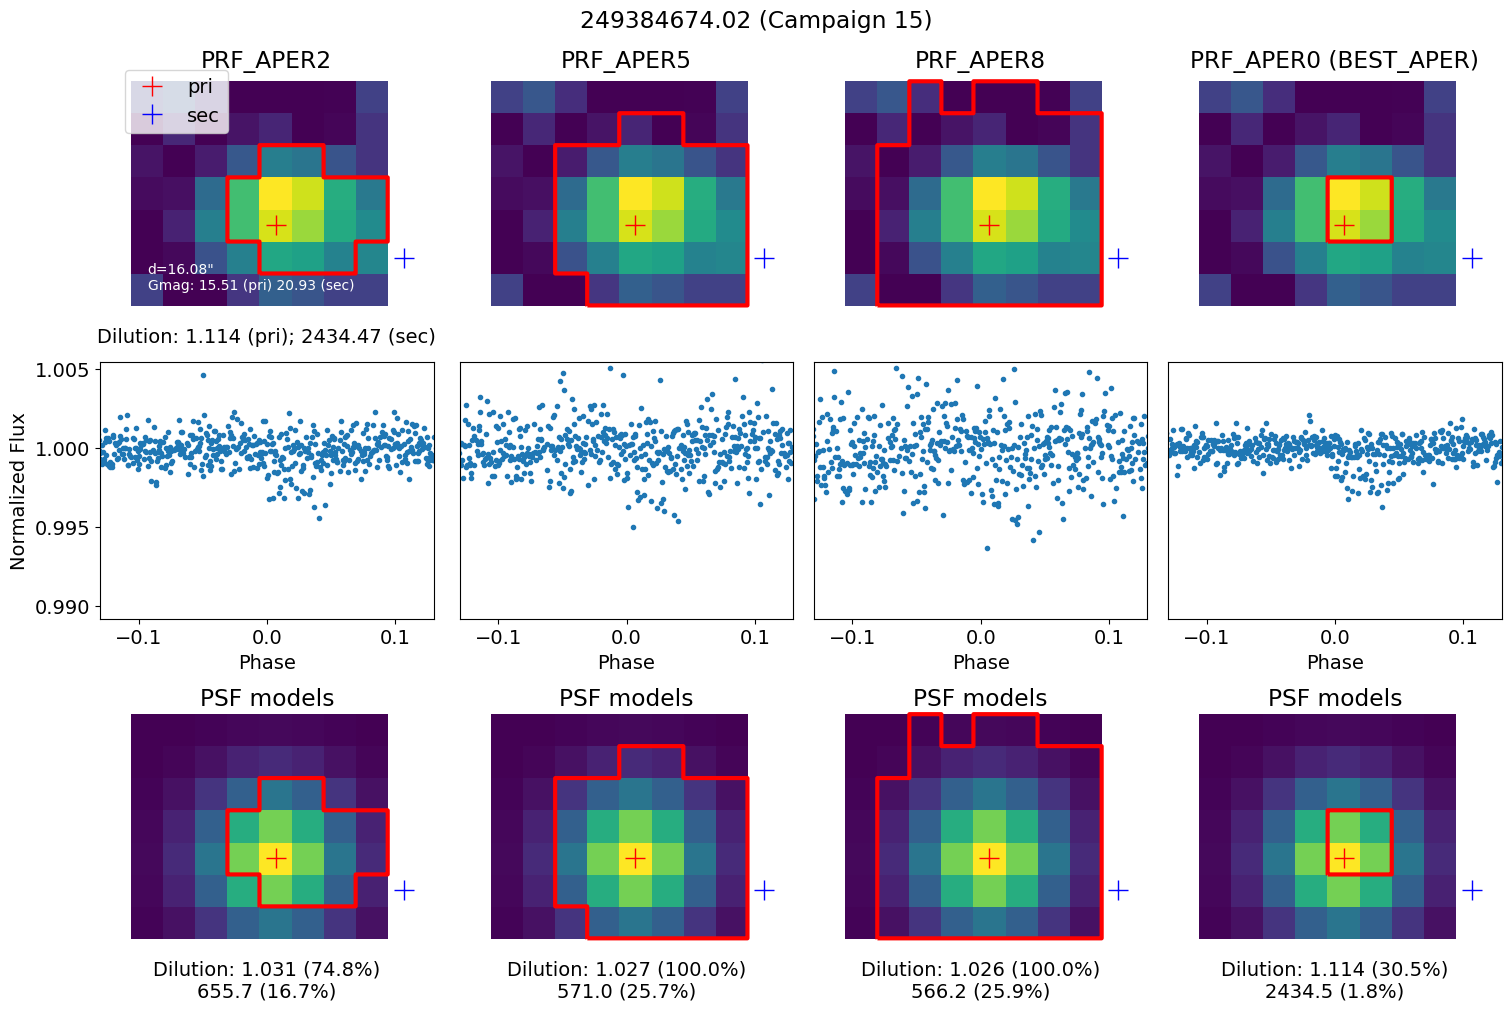 249384674.02 (Campaign 15)
PRF_APER2
PRF_APER5
PRF_APER8
PRF_APER0 (BEST_APER)
pri
sec
d=16.08"
Gmag: 15.51 (pri) 20.93 (sec)
Dilution: 1.114 (pri); 2434.47 (sec)
Normalized Flux
1.005
1.000
0.995
0.990
−0.1 0.0 0.1
−0.1 0.0 0.1
−0.1 0.0 0.1
−0.1 0.0 0.1
Phase
Phase
Phase
Phase
PSF models
PSF models
PSF models
PSF models
Dilution: 1.031 (74.8%)
655.7 (16.7%)
Dilution: 1.027 (100.0%)
571.0 (25.7%)
Dilution: 1.026 (100.0%)
566.2 (25.9%)
Dilution: 1.114 (30.5%)
2434.5 (1.8%)